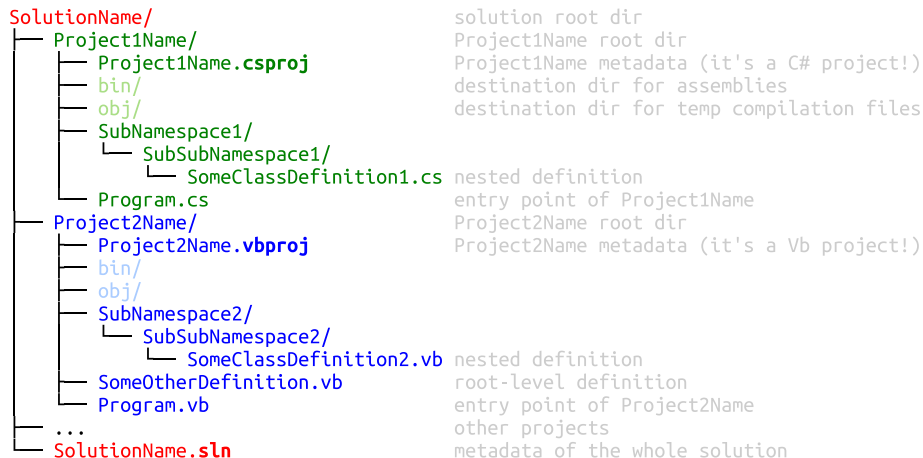 SolutionName/ solution root dir
├── Project1Name/ Project1Name root dir
│   ├── Project1Name.csproj Project1Name metadata (it's a C# project!)
│   ├── bin/ destination dir for assemblies
│   ├── obj/ destination dir for temp compilation files
│   ├── SubNamespace1/
│   │   └── SubSubNamespace1/
│   │       └── SomeClassDefinition1.cs nested definition
│   └── Program.cs entry point of Project1Name
├── Project2Name/ Project2Name root dir
│   ├── Project2Name.vbproj Project2Name metadata (it's a Vb project!)
│   ├── bin/
│   ├── obj/
│   ├── SubNamespace2/
│   │   └── SubSubNamespace2/
│   │       └── SomeClassDefinition2.vb nested definition
│   ├── SomeOtherDefinition.vb root-level definition
│   └── Program.vb entry point of Project2Name
├── ... other projects
└── SolutionName.sln metadata of the whole solution